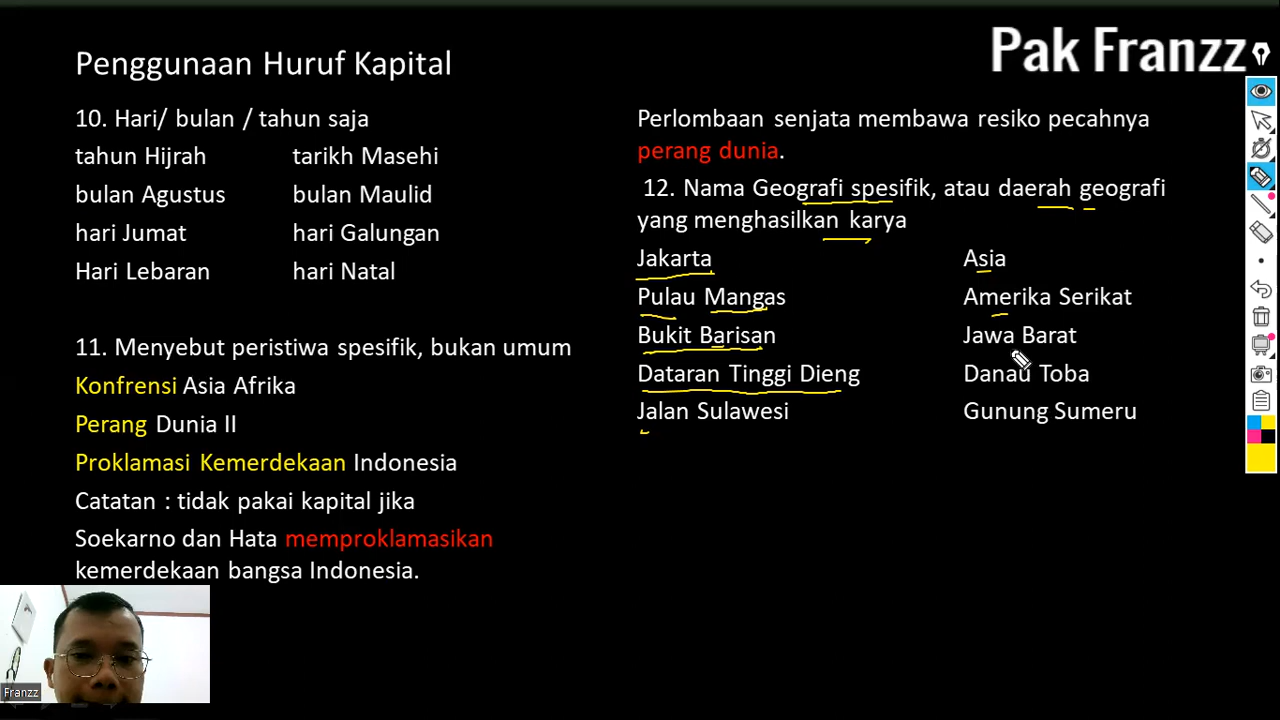 Penggunaan Huruf Kapital
Pak Franzz
10. Hari/ bulan / tahun saja
tahun Hijrah tarikh Masehi
bulan Agustus bulan Maulid
hari Jumat hari Galungan
Hari Lebaran hari Natal
11. Menyebut peristiwa spesifik, bukan umum
Konfrensi Asia Afrika
Perang Dunia II
Proklamasi Kemerdekaan Indonesia
Catatan : tidak pakai kapital jika
Soekarno dan Hata memproklamasikan
kemerdekaan bangsa Indonesia.
Perlombaan senjata membawa resiko pecahnya
perang dunia.
12. Nama Geografi spesifik, atau daerah geografi
yang menghasilkan karya
Jakarta Asia
Pulau Mangas Amerika Serikat
Bukit Barisan Jawa Barat
Dataran Tinggi Dieng Danau Toba
Jalan Sulawesi Gunung Sumeru
Franzz